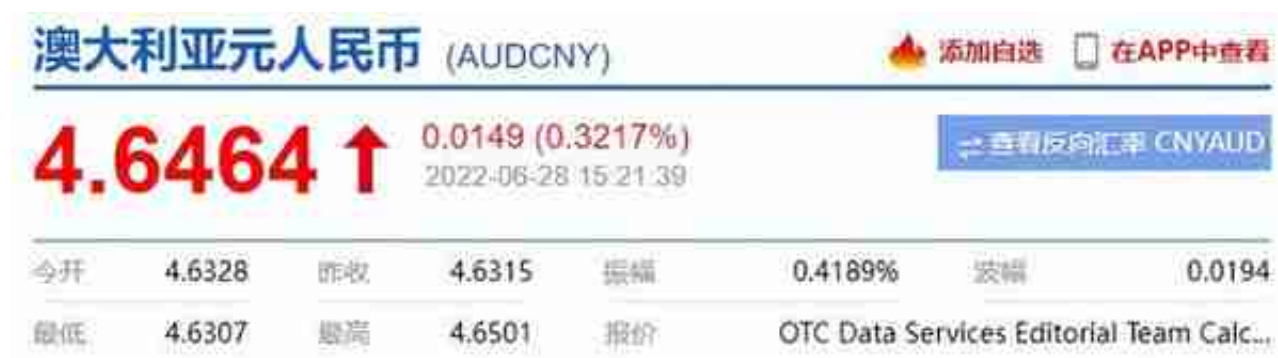 澳大利亚元人民币 (AUDCNY) 添加自选 在APP中查看
4.6464 ↑ 0.0149 (0.3217%) 查看反向汇率 CNYAUD
2022-06-28 15:21:39
今开 4.6328 昨收 4.6315 振幅 0.4189% 波幅 0.0194
最低 4.6307 最高 4.6501 报价 OTC Data Services Editorial Team Calc...